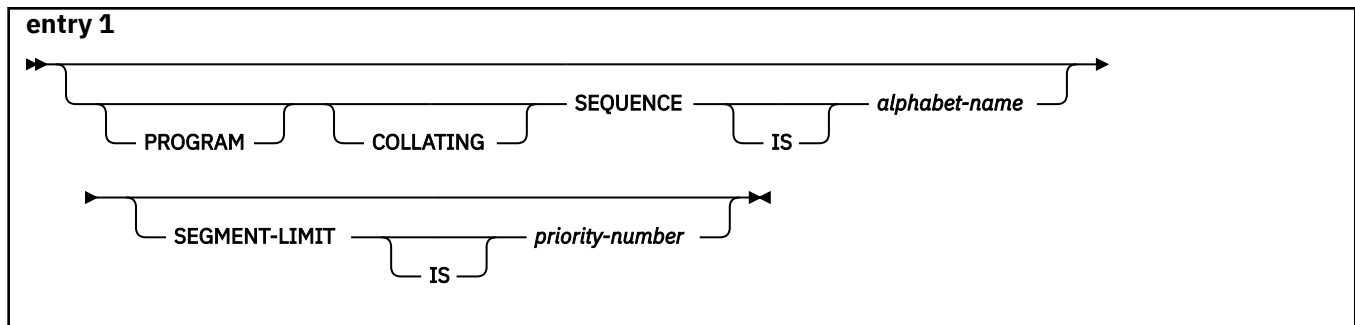 entry 1
SEQUENCE alphabet-name
PROGRAM COLLATING IS
SEGMENT-LIMIT priority-number
IS